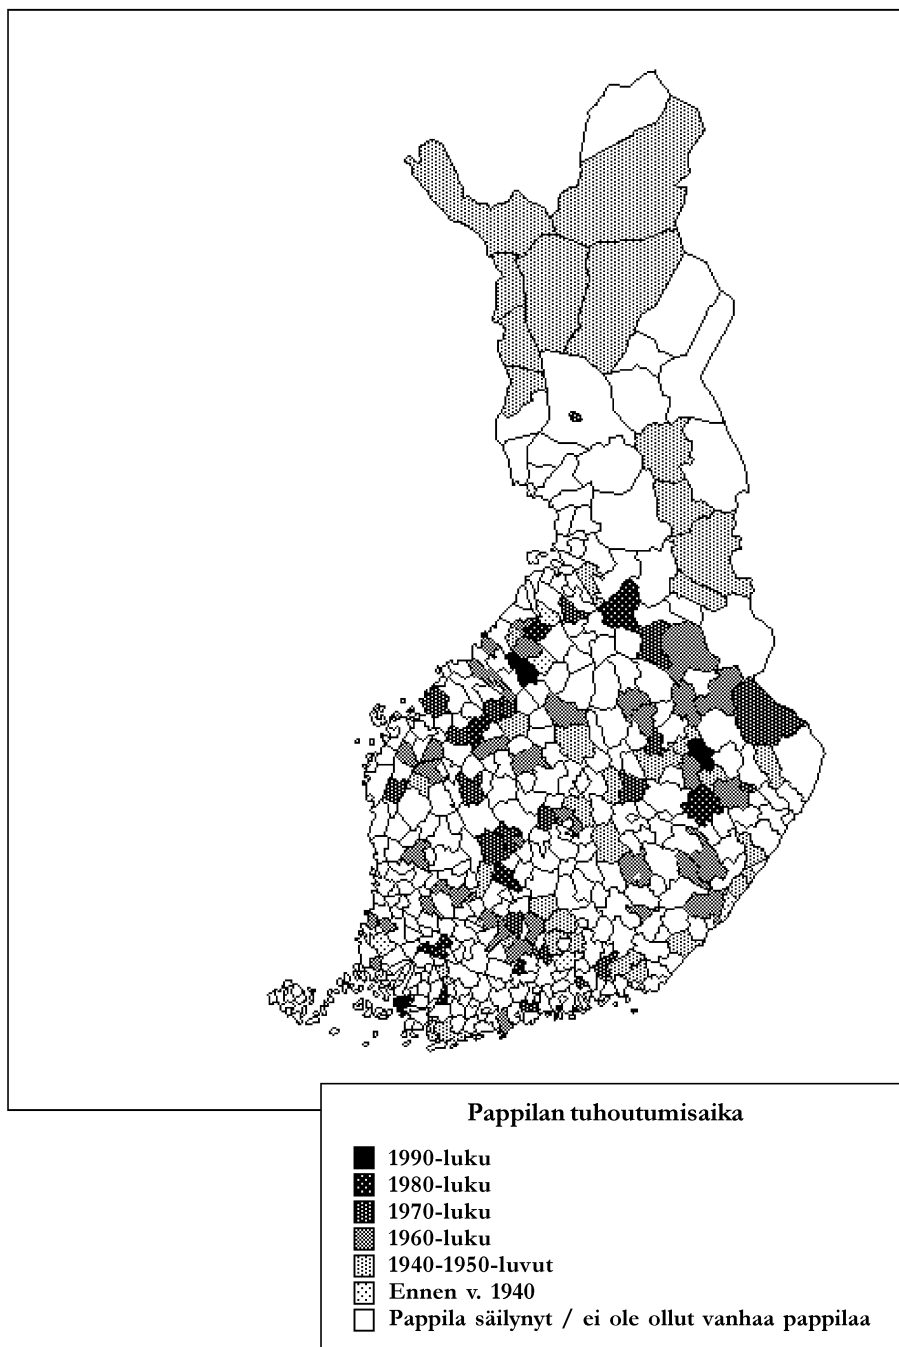 Pappilan tuhoutumisaika
1990-luku
1980-luku
1970-luku
1960-luku
1940-1950-luvut
Ennen v. 1940
Pappila säilynyt / ei ole ollut vanhaa pappilaa